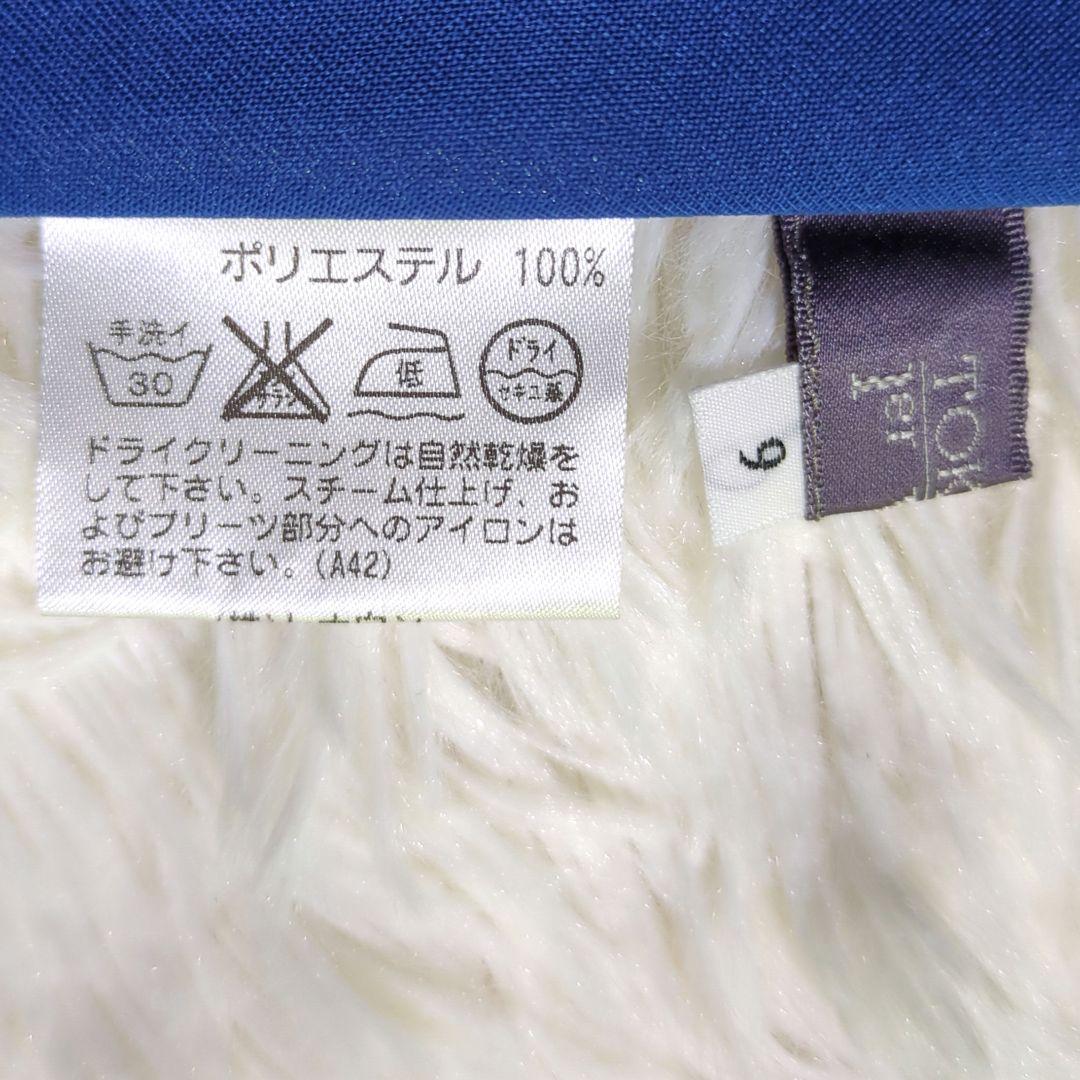 ポリエステル 100%
手洗イ
30
低
ドライ
セキユ系
ドライクリーニングは自然乾燥を
して下さい。スチーム仕上げ、お
よびプリーツ部分へのアイロンは
お避け下さい。(A42)
9
Ier
TOK